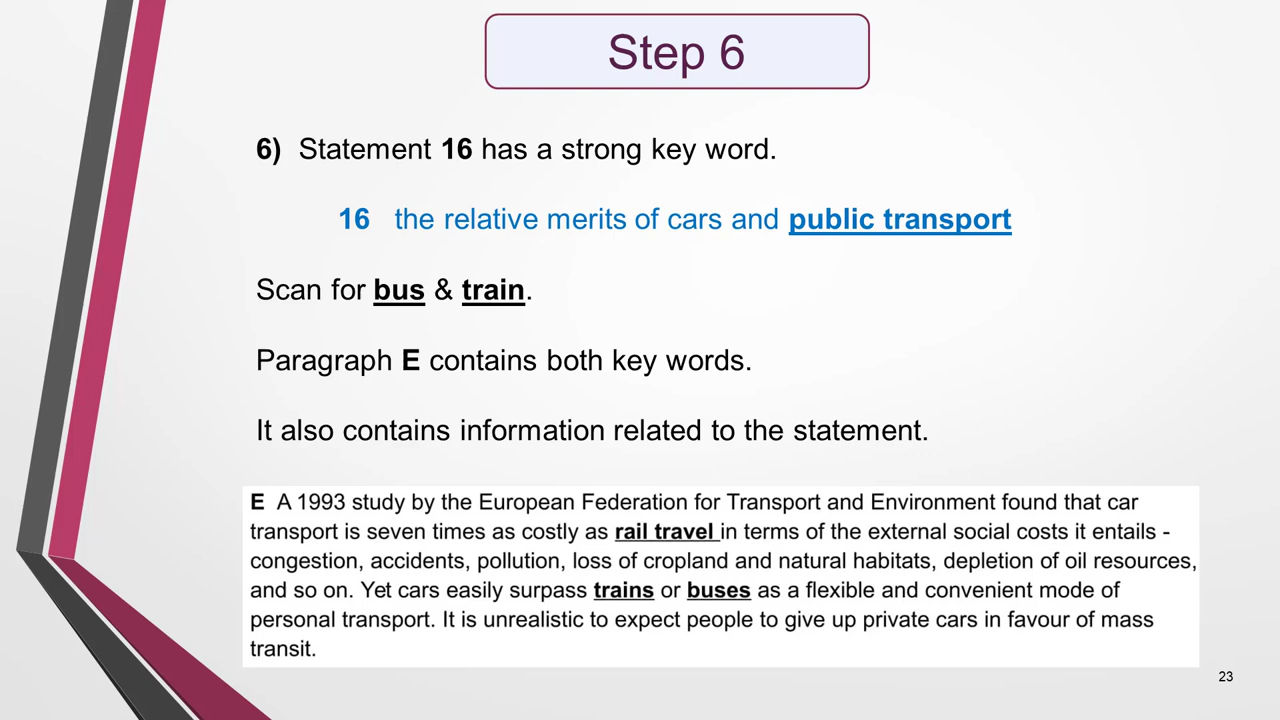 Step 6
6) Statement 16 has a strong key word.
16 the relative merits of cars and public transport
Scan for bus & train.
Paragraph E contains both key words.
It also contains information related to the statement.
E A 1993 study by the European Federation for Transport and Environment found that car
transport is seven times as costly as rail travel in terms of the external social costs it entails -
congestion, accidents, pollution, loss of cropland and natural habitats, depletion of oil resources,
and so on. Yet cars easily surpass trains or buses as a flexible and convenient mode of
personal transport. It is unrealistic to expect people to give up private cars in favour of mass
transit.
23